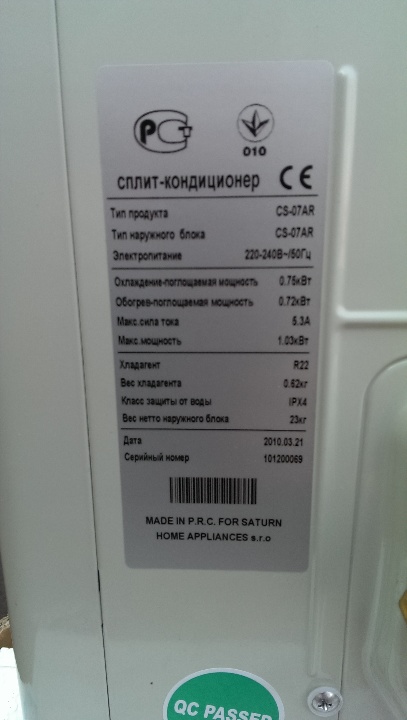 РС
010
сплит-кондиционер CE
Тип продукта CS-07AR
Тип наружного блока CS-07AR
Электропитание 220-240В~/50Гц
Охлаждение-поглощаемая мощность 0.75кВт
Обогрев-поглощаемая мощность 0.72кВт
Макс.сила тока 5.3А
Макс.мощность 1.03кВт
Хладагент R22
Вес хладагента 0.62кг
Класс защиты от воды IPX4
Вес нетто наружного блока 23кг
Дата 2010.03.21
Серийный номер 101200069
MADE IN P.R.C. FOR SATURN
HOME APPLIANCES s.r.o
QC PASSED